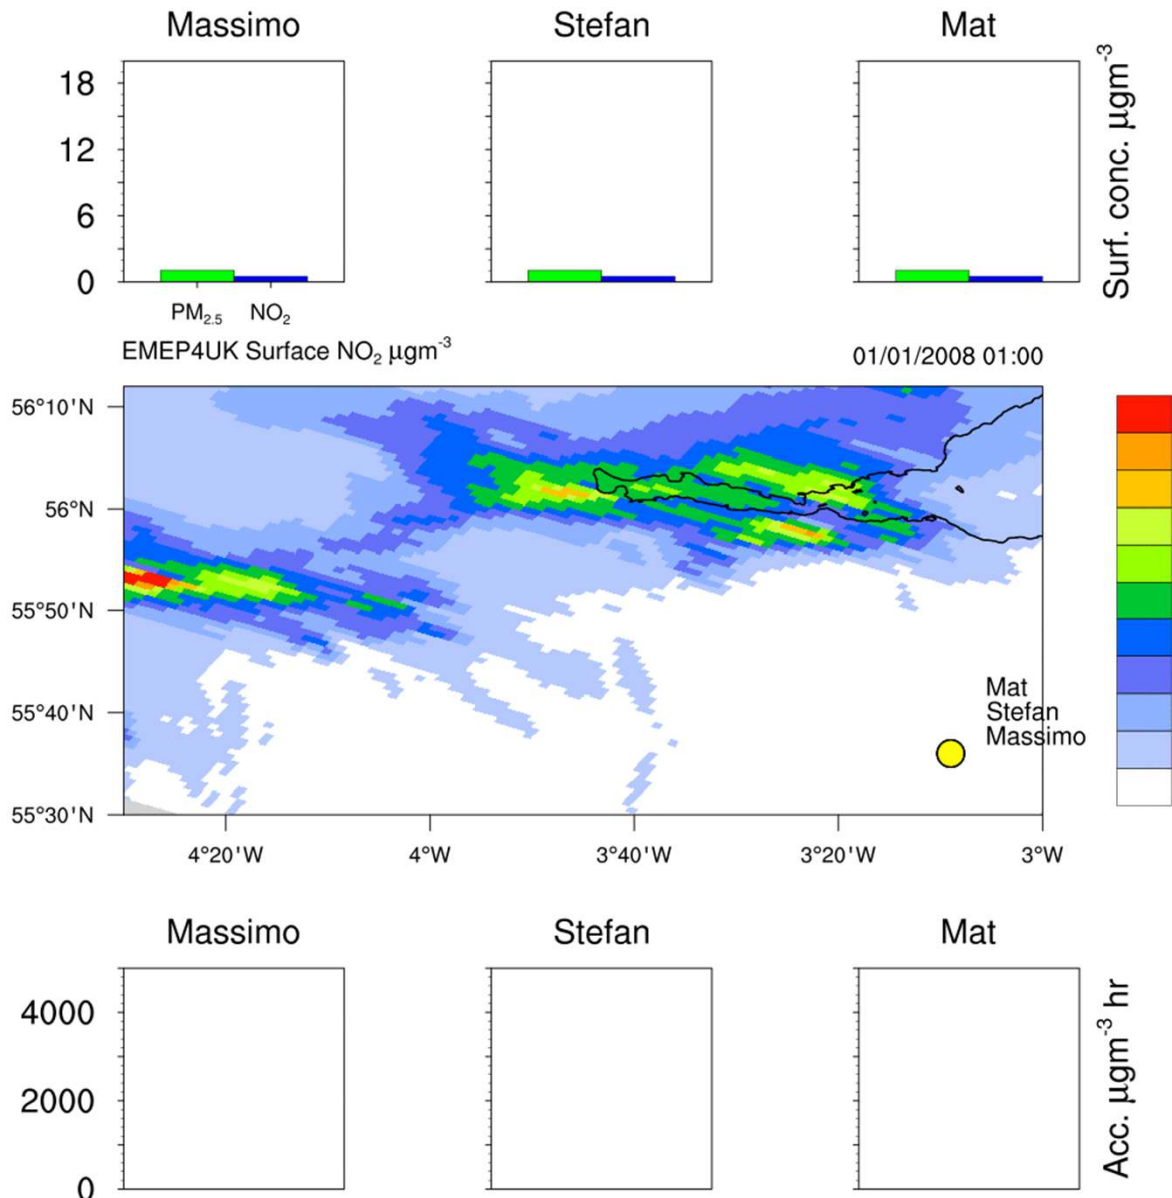 Massimo Stefan Mat
18
12
6
0
Surf. conc. µgm⁻³
PM₂.₅ NO₂
EMEP4UK Surface NO₂ µgm⁻³ 01/01/2008 01:00
56°10'N
56°N
55°50'N
55°40'N
55°30'N
Mat
Stefan
Massimo
4°20'W 4°W 3°40'W 3°20'W 3°W
Massimo Stefan Mat
4000
2000
0
Acc. µgm⁻³ hr